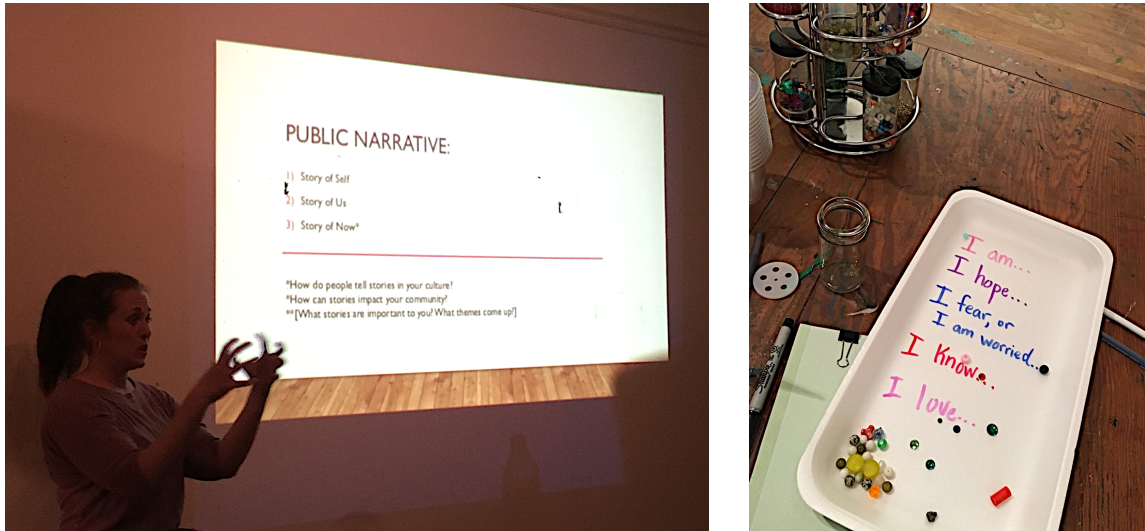 PUBLIC NARRATIVE:
1) Story of Self
2) Story of Us
3) Story of Now*
*How do people tell stories in your culture?
*How can stories impact your community?
**[What stories are important to you? What themes come up?]
I am...
I hope...
I fear, or
I am worried...
I Know...
I love...